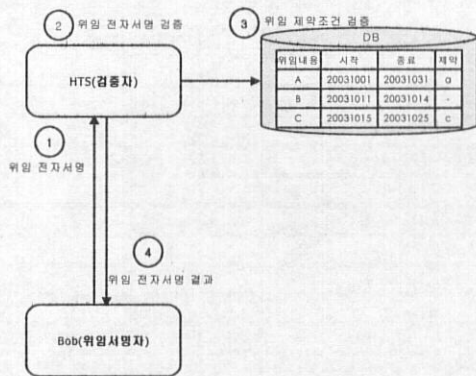 ② 위임 전자서명 검증
③ 위임 제약조건 검증
DB
위임내용 시작 종료 제약
A 20031001 20031031 a
B 20031011 20031014 -
C 20031015 20031025 c
HTS(검증자)
①
위임 전자서명
④
위임 전자서명 결과
Bob(위임서명자)